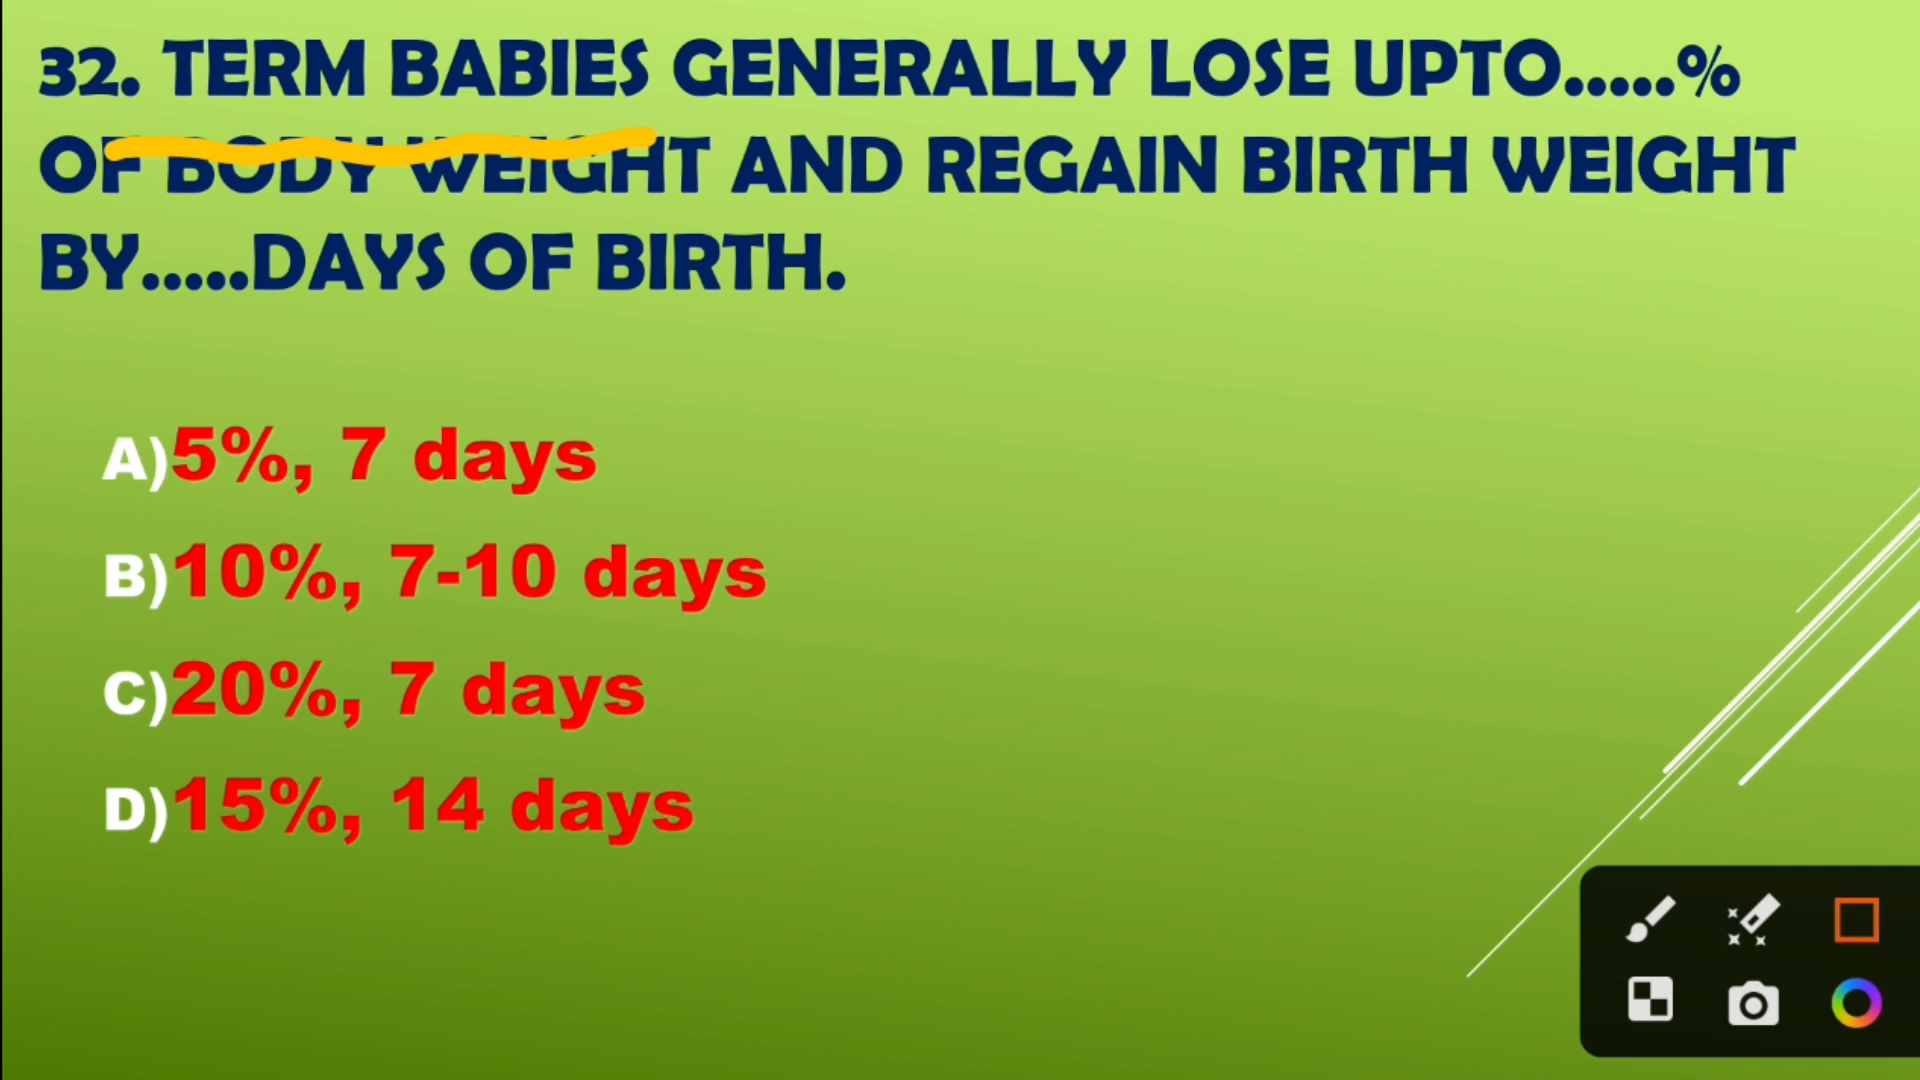 32. TERM BABIES GENERALLY LOSE UPTO.....%
OF BODY WEIGHT AND REGAIN BIRTH WEIGHT
BY.....DAYS OF BIRTH.
A)5%, 7 days
B)10%, 7-10 days
C)20%, 7 days
D)15%, 14 days